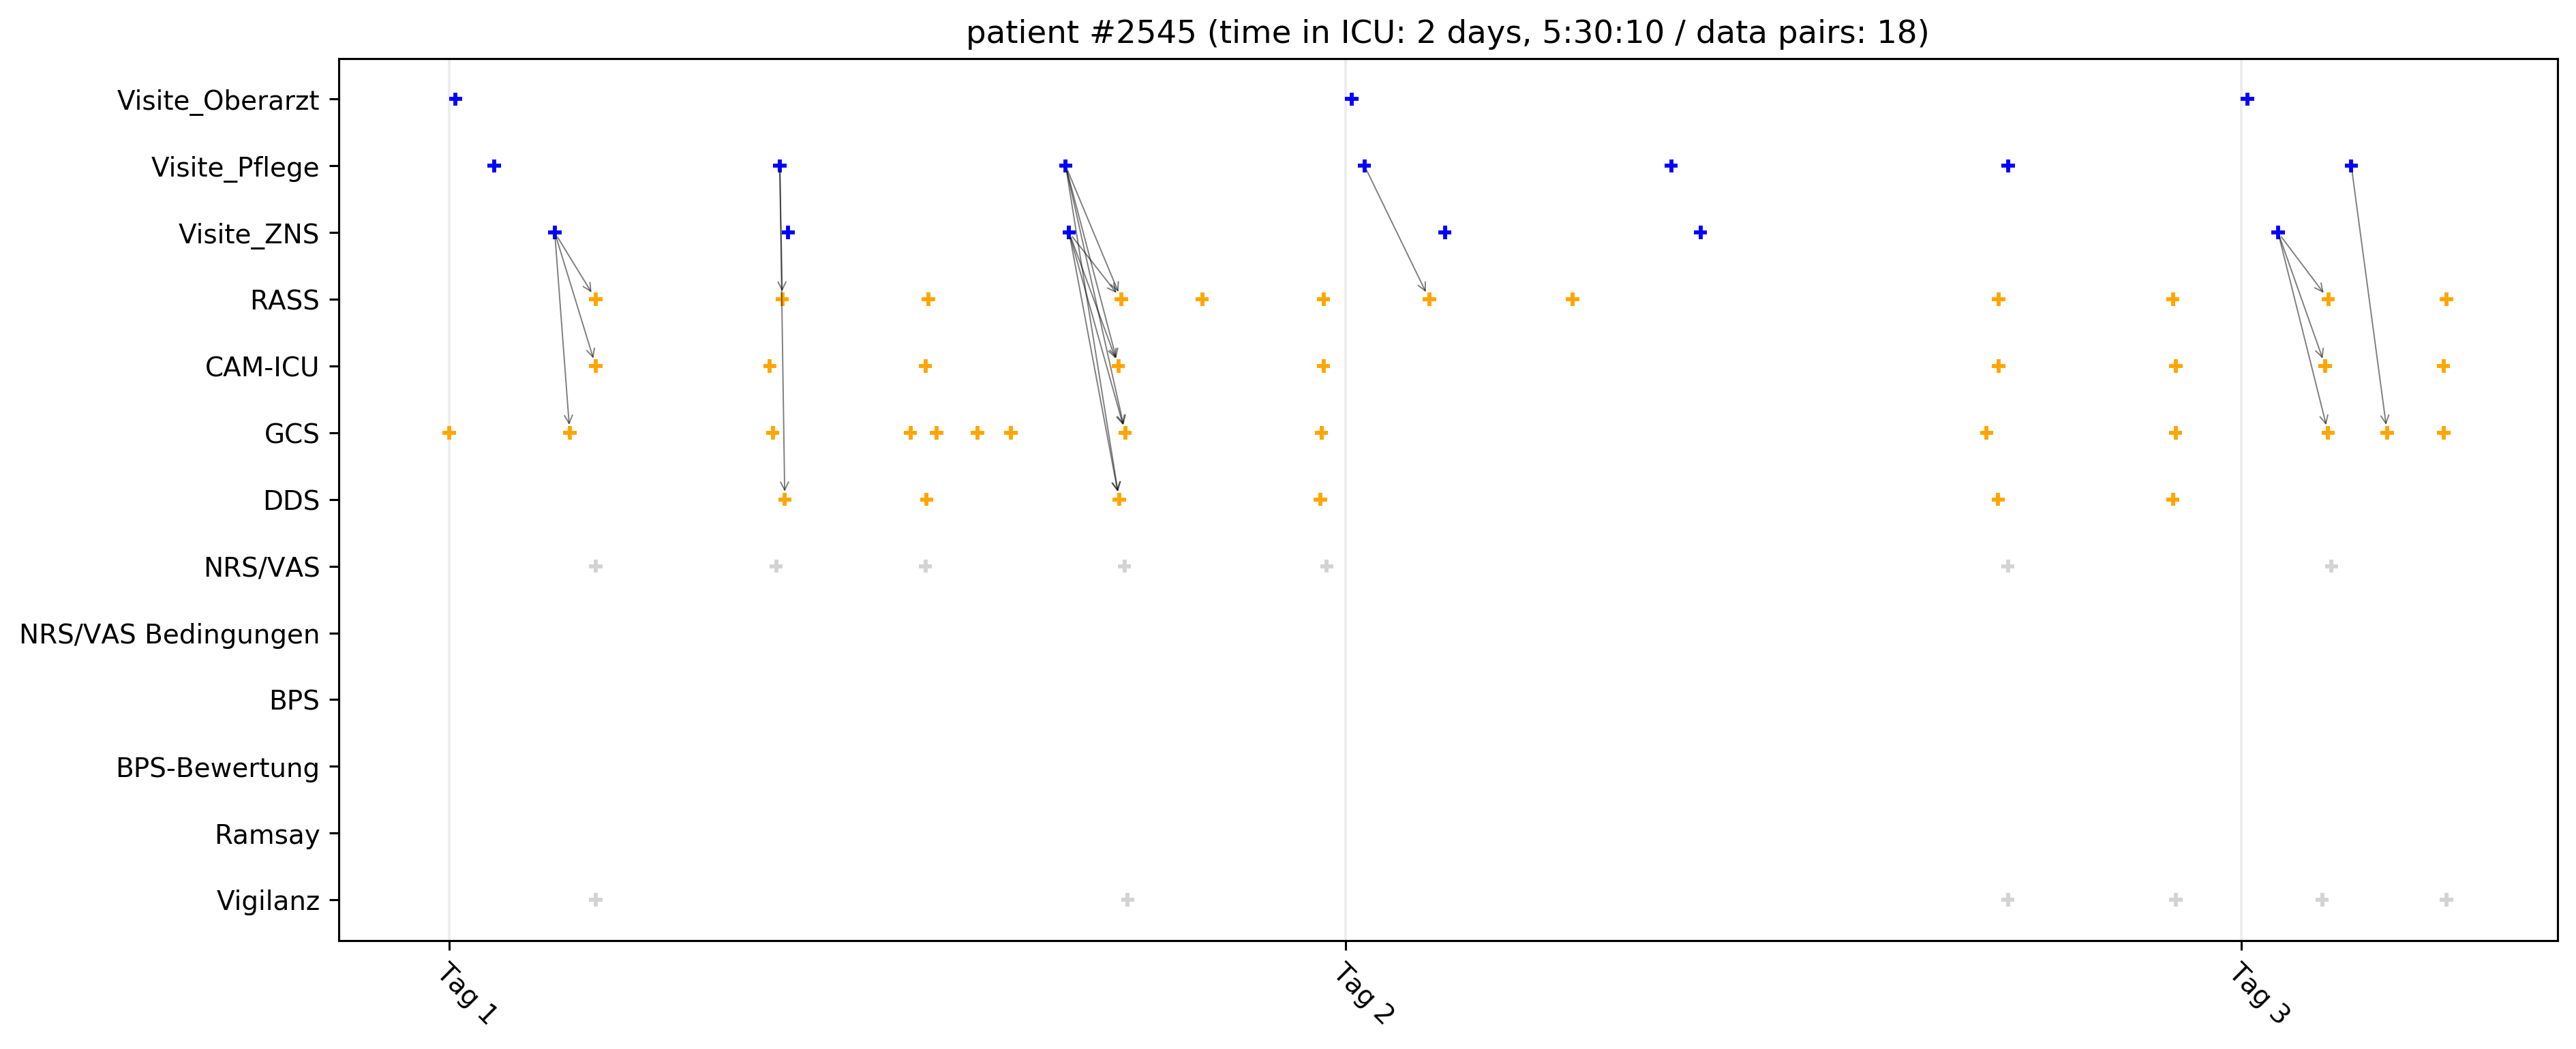 patient #2545 (time in ICU: 2 days, 5:30:10 / data pairs: 18)
Visite_Oberarzt
Visite_Pflege
Visite_ZNS
RASS
CAM-ICU
GCS
DDS
NRS/VAS
NRS/VAS Bedingungen
BPS
BPS-Bewertung
Ramsay
Vigilanz
Tag 1
Tag 2
Tag 3